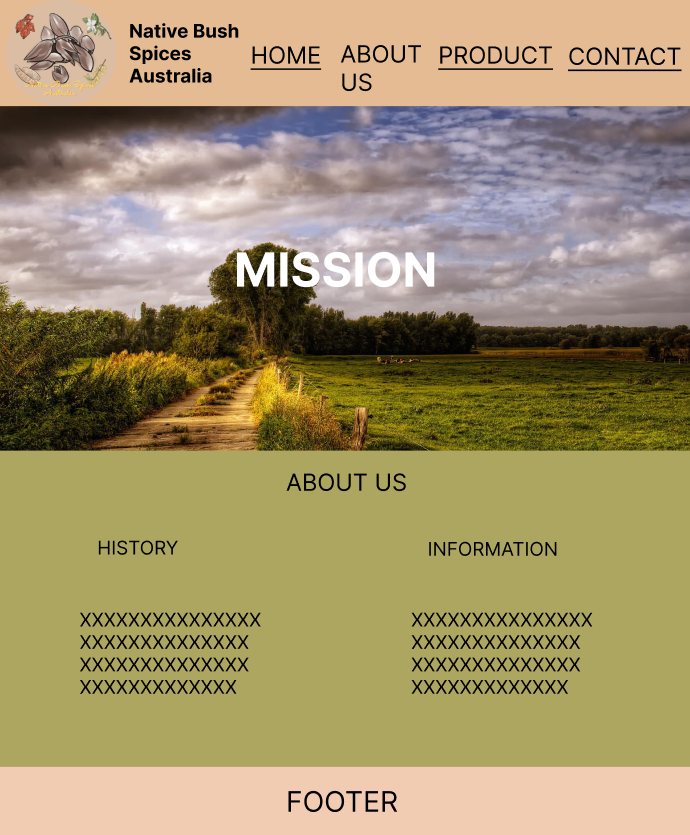 Native Bush
Spices
Australia
HOME
ABOUT
US
PRODUCT
CONTACT
MISSION
ABOUT US
HISTORY
INFORMATION
XXXXXXXXXXXXXXX
XXXXXXXXXXXXXX
XXXXXXXXXXXXXX
XXXXXXXXXXXXX
XXXXXXXXXXXXXXX
XXXXXXXXXXXXXX
XXXXXXXXXXXXXX
XXXXXXXXXXXXX
FOOTER